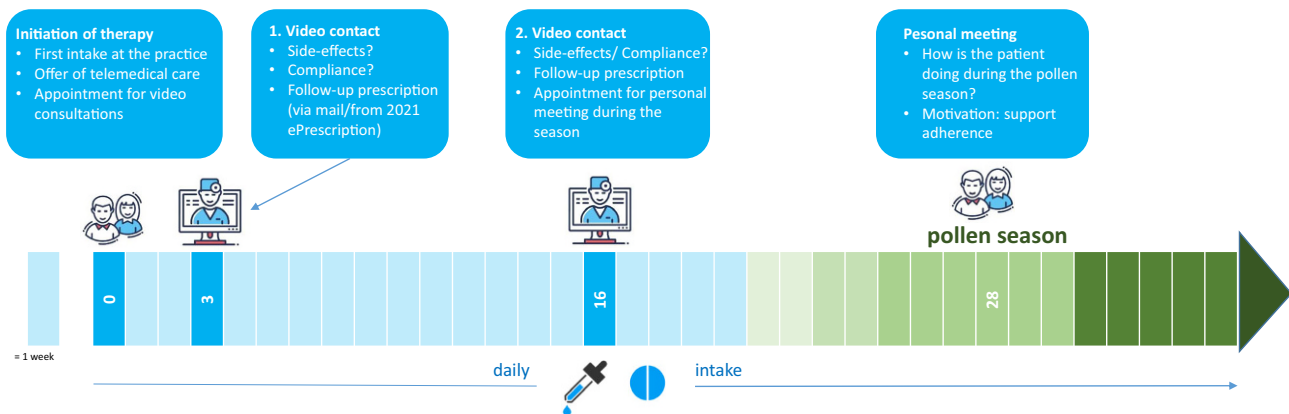 Initiation of therapy
• First intake at the practice
• Offer of telemedical care
• Appointment for video
consultations
1. Video contact
• Side-effects?
• Compliance?
• Follow-up prescription
(via mail/from 2021
ePrescription)
2. Video contact
• Side-effects/ Compliance?
• Follow-up prescription
• Appointment for personal
meeting during the
season
Pesonal meeting
• How is the patient
doing during the pollen
season?
• Motivation: support
adherence
pollen season
0
3
16
28
= 1 week
daily
intake